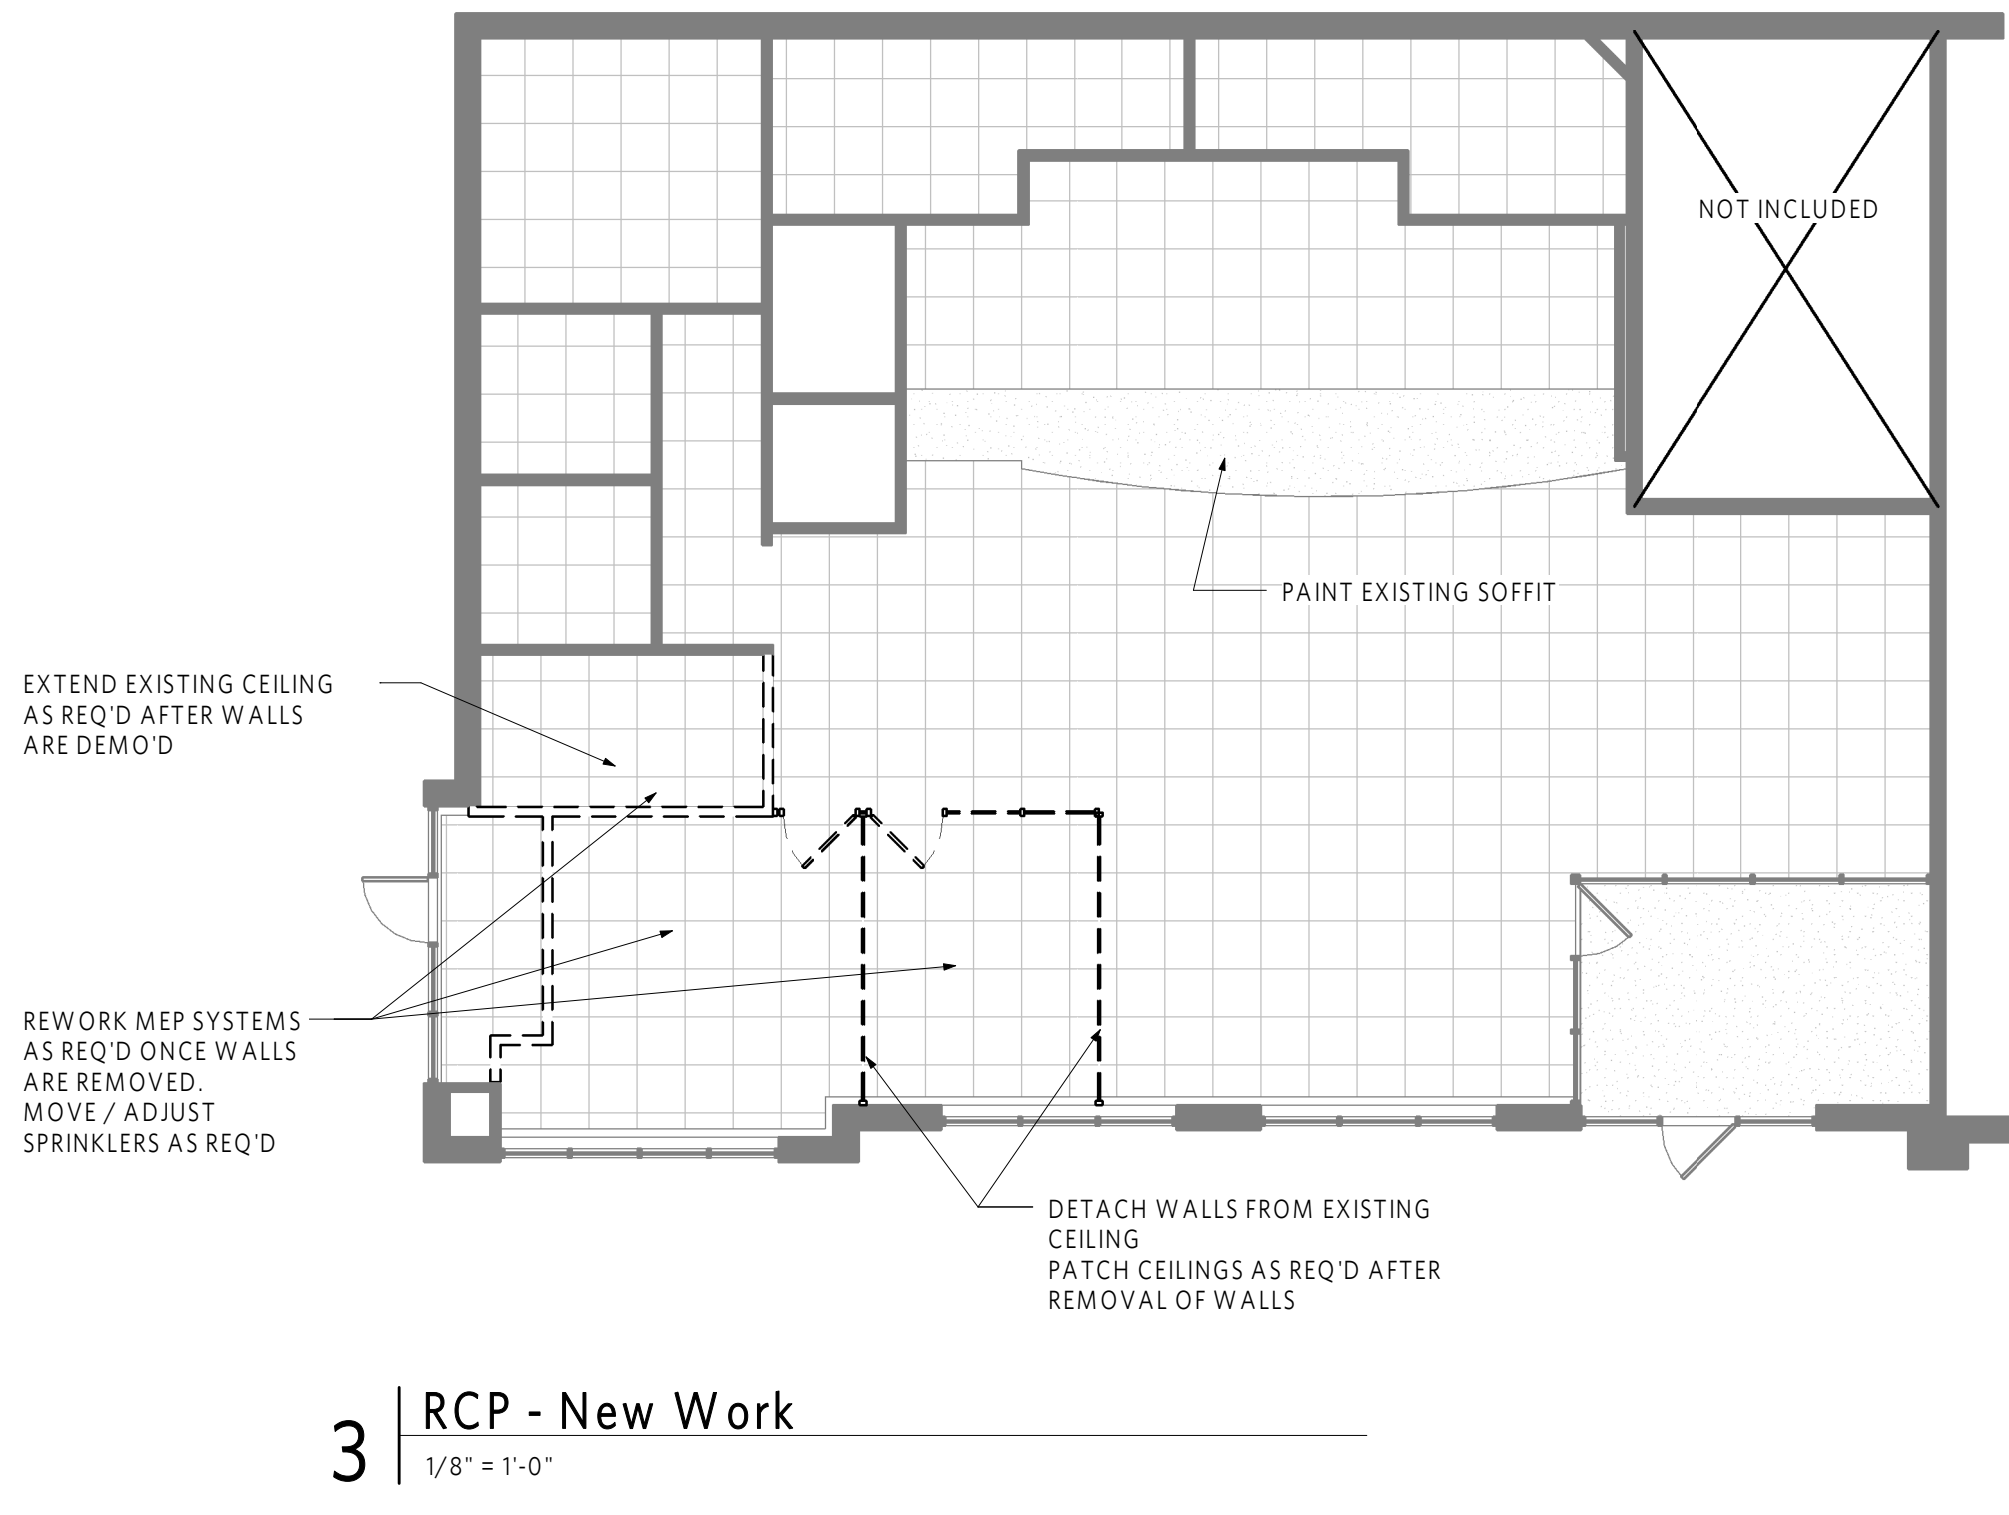 NOT INCLUDED
PAINT EXISTING SOFFIT
EXTEND EXISTING CEILING
AS REQ'D AFTER WALLS
ARE DEMO'D
REWORK MEP SYSTEMS
AS REQ'D ONCE WALLS
ARE REMOVED.
MOVE / ADJUST
SPRINKLERS AS REQ'D
DETACH WALLS FROM EXISTING
CEILING
PATCH CEILINGS AS REQ'D AFTER
REMOVAL OF WALLS
3
RCP - New Work
1/8" = 1'-0"